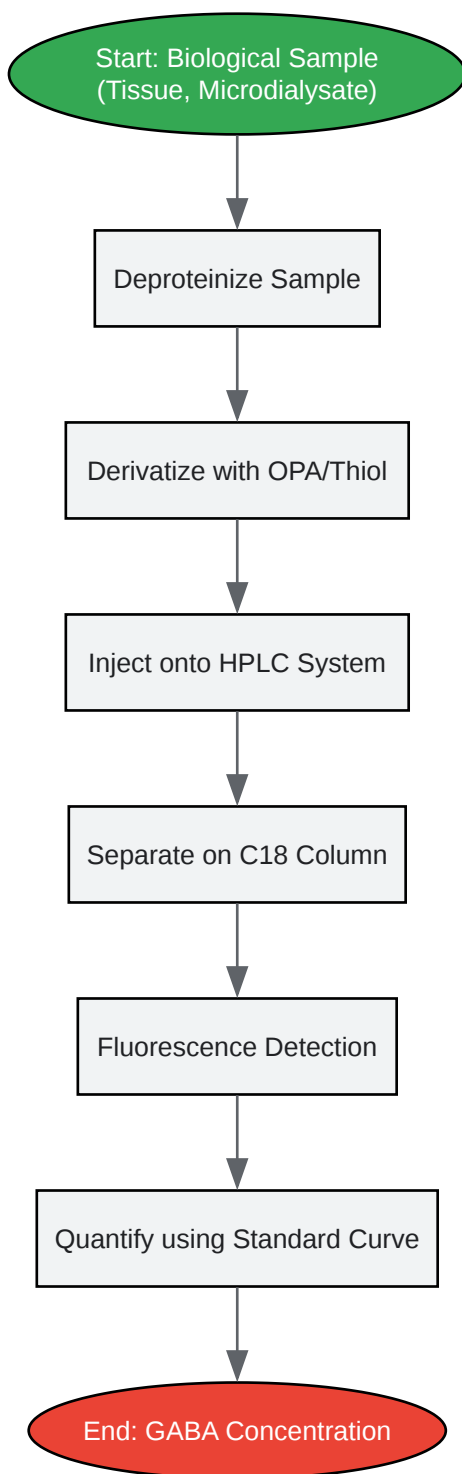 Start: Biological Sample
(Tissue, Microdialysate)
Deproteinize Sample
Derivatize with OPA/Thiol
Inject onto HPLC System
Separate on C18 Column
Fluorescence Detection
Quantify using Standard Curve
End: GABA Concentration